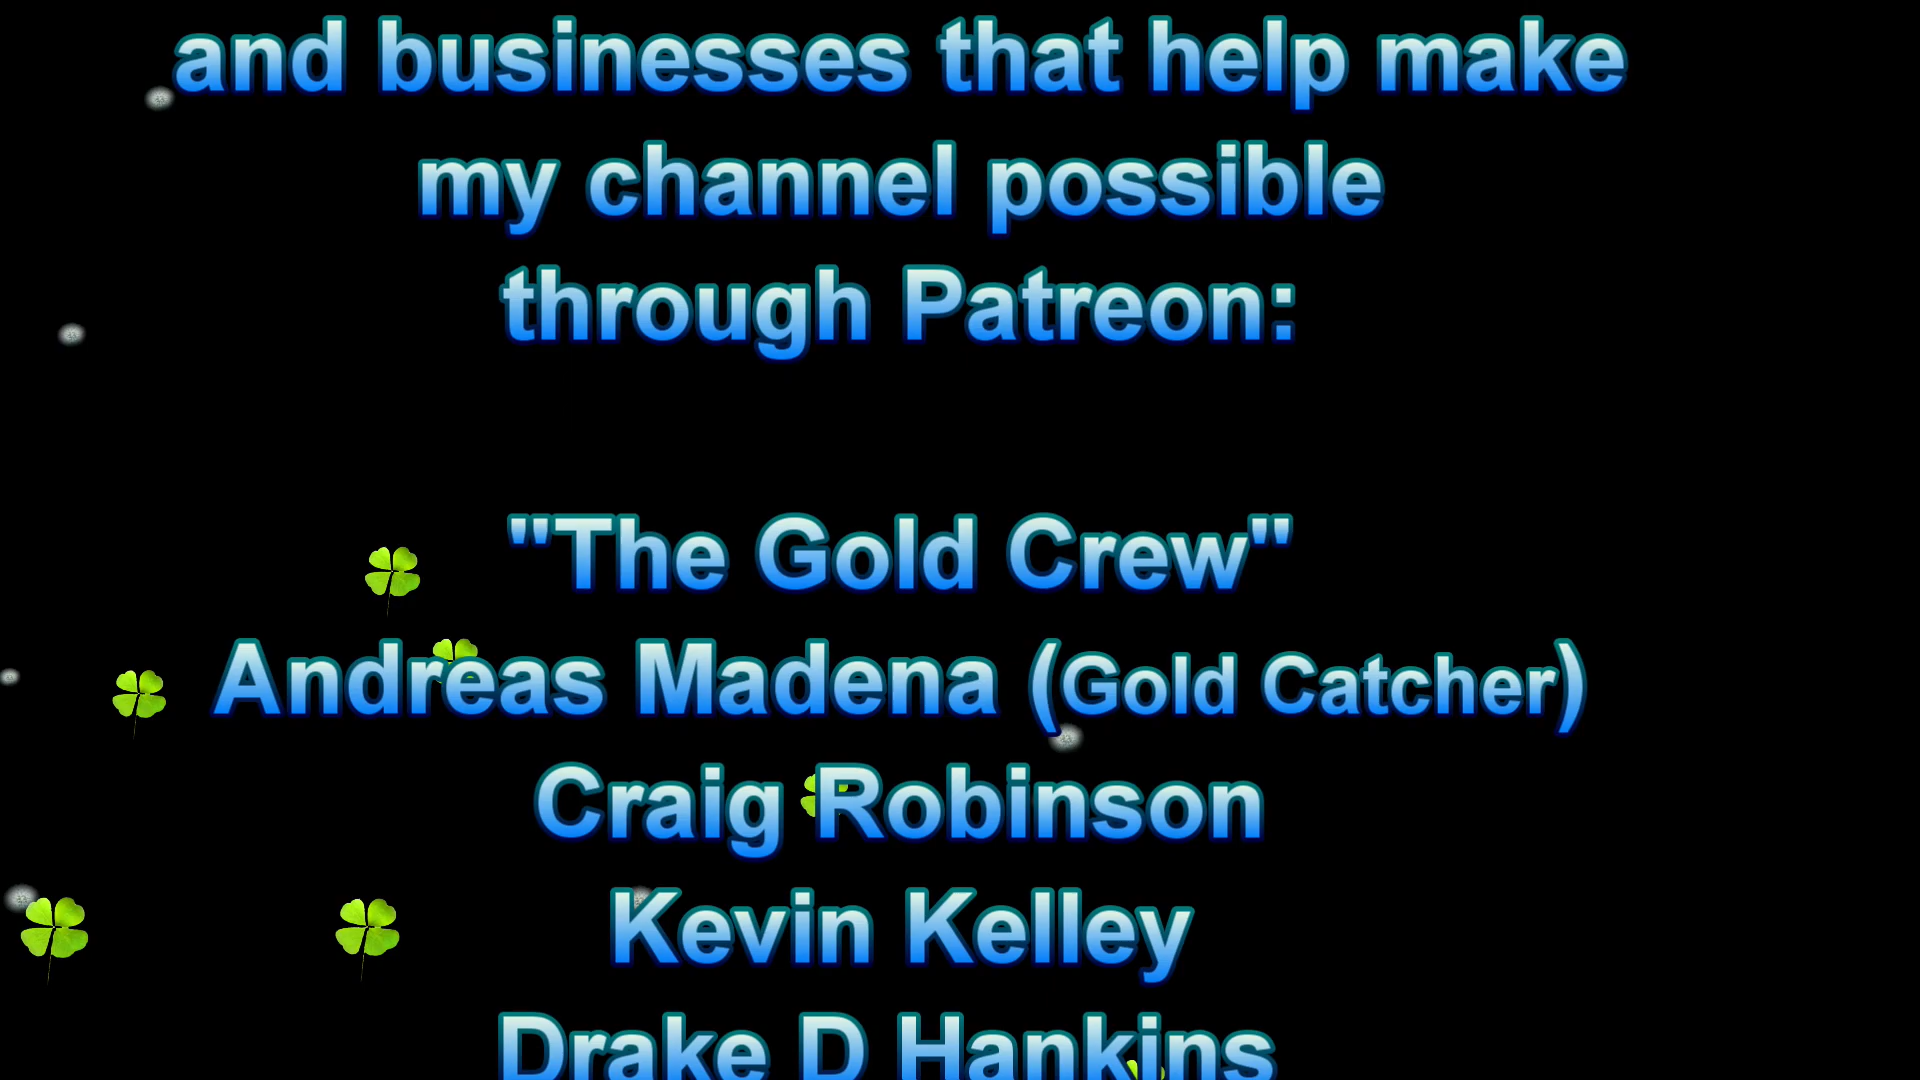 and businesses that help make
my channel possible
through Patreon:
"The Gold Crew"
Andreas Madena (Gold Catcher)
Craig Robinson
Kevin Kelley
Drake D Hankins